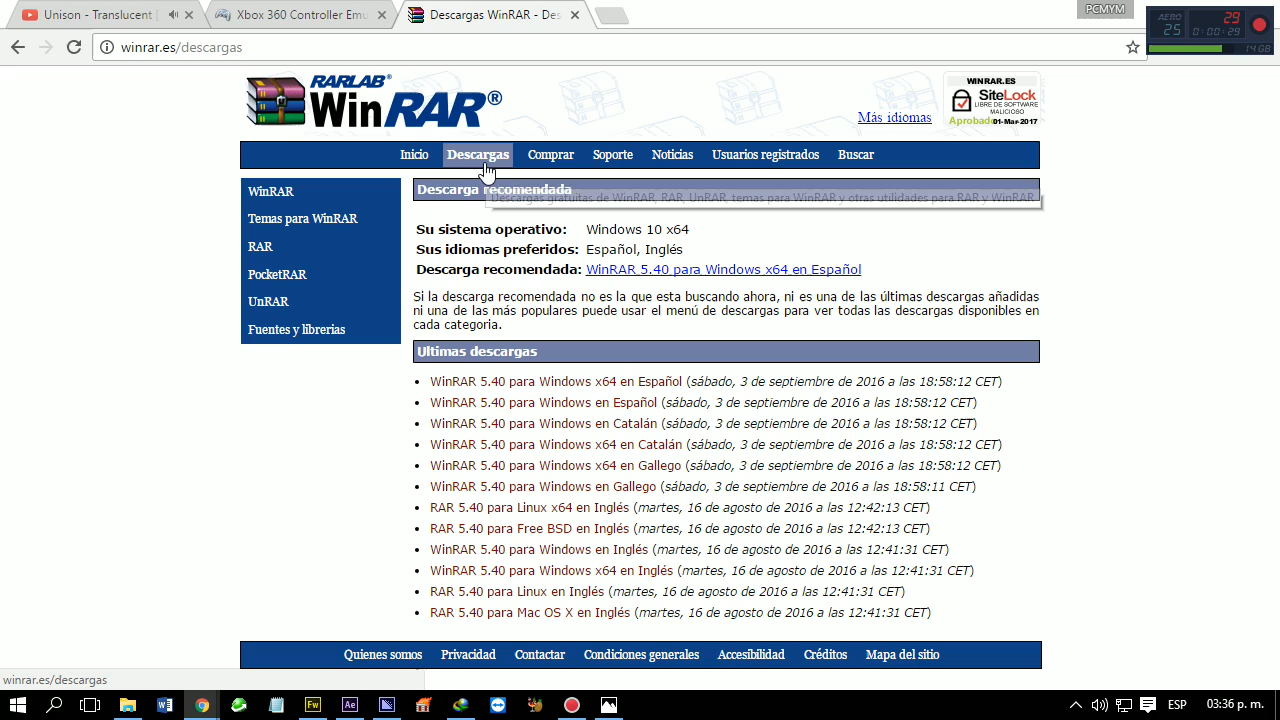 Unison - Translucent |
Xbox 360 Controller Emu
Descargas WinRAR - Des
PCMYM
winrar.es/descargas
AERO
25
29
0:00:29
14GB
RARLAB®
WinRAR®
Más idiomas
WINRAR.ES
SiteLock
LIBRE DE SOFTWARE
MALICIOSO
Aprobado 01-Mar-2017
Inicio Descargas Comprar Soporte Noticias Usuarios registrados Buscar
WinRAR
Temas para WinRAR
RAR
PocketRAR
UnRAR
Fuentes y librerias
Descarga recomendada
Descargas gratuitas de WinRAR, RAR, UnRAR, temas para WinRAR y otras utilidades para RAR y WinRAR
Su sistema operativo: Windows 10 x64
Sus idiomas preferidos: Español, Inglés
Descarga recomendada: WinRAR 5.40 para Windows x64 en Español
Si la descarga recomendada no es la que esta buscando ahora, ni es una de las últimas descargas añadidas
ni una de las más populares puede usar el menú de descargas para ver todas las descargas disponibles en
cada categoria.
Ultimas descargas
WinRAR 5.40 para Windows x64 en Español (sábado, 3 de septiembre de 2016 a las 18:58:12 CET)
WinRAR 5.40 para Windows en Español (sábado, 3 de septiembre de 2016 a las 18:58:12 CET)
WinRAR 5.40 para Windows en Catalán (sábado, 3 de septiembre de 2016 a las 18:58:12 CET)
WinRAR 5.40 para Windows x64 en Catalán (sábado, 3 de septiembre de 2016 a las 18:58:12 CET)
WinRAR 5.40 para Windows x64 en Gallego (sábado, 3 de septiembre de 2016 a las 18:58:12 CET)
WinRAR 5.40 para Windows en Gallego (sábado, 3 de septiembre de 2016 a las 18:58:11 CET)
RAR 5.40 para Linux x64 en Inglés (martes, 16 de agosto de 2016 a las 12:42:13 CET)
RAR 5.40 para Free BSD en Inglés (martes, 16 de agosto de 2016 a las 12:42:13 CET)
WinRAR 5.40 para Windows en Inglés (martes, 16 de agosto de 2016 a las 12:41:31 CET)
WinRAR 5.40 para Windows x64 en Inglés (martes, 16 de agosto de 2016 a las 12:41:31 CET)
RAR 5.40 para Linux en Inglés (martes, 16 de agosto de 2016 a las 12:41:31 CET)
RAR 5.40 para Mac OS X en Inglés (martes, 16 de agosto de 2016 a las 12:41:31 CET)
Quienes somos Privacidad Contactar Condiciones generales Accesibilidad Créditos Mapa del sitio
winrar.es/descargas
Fw
Ae
ESP
03:36 p. m.